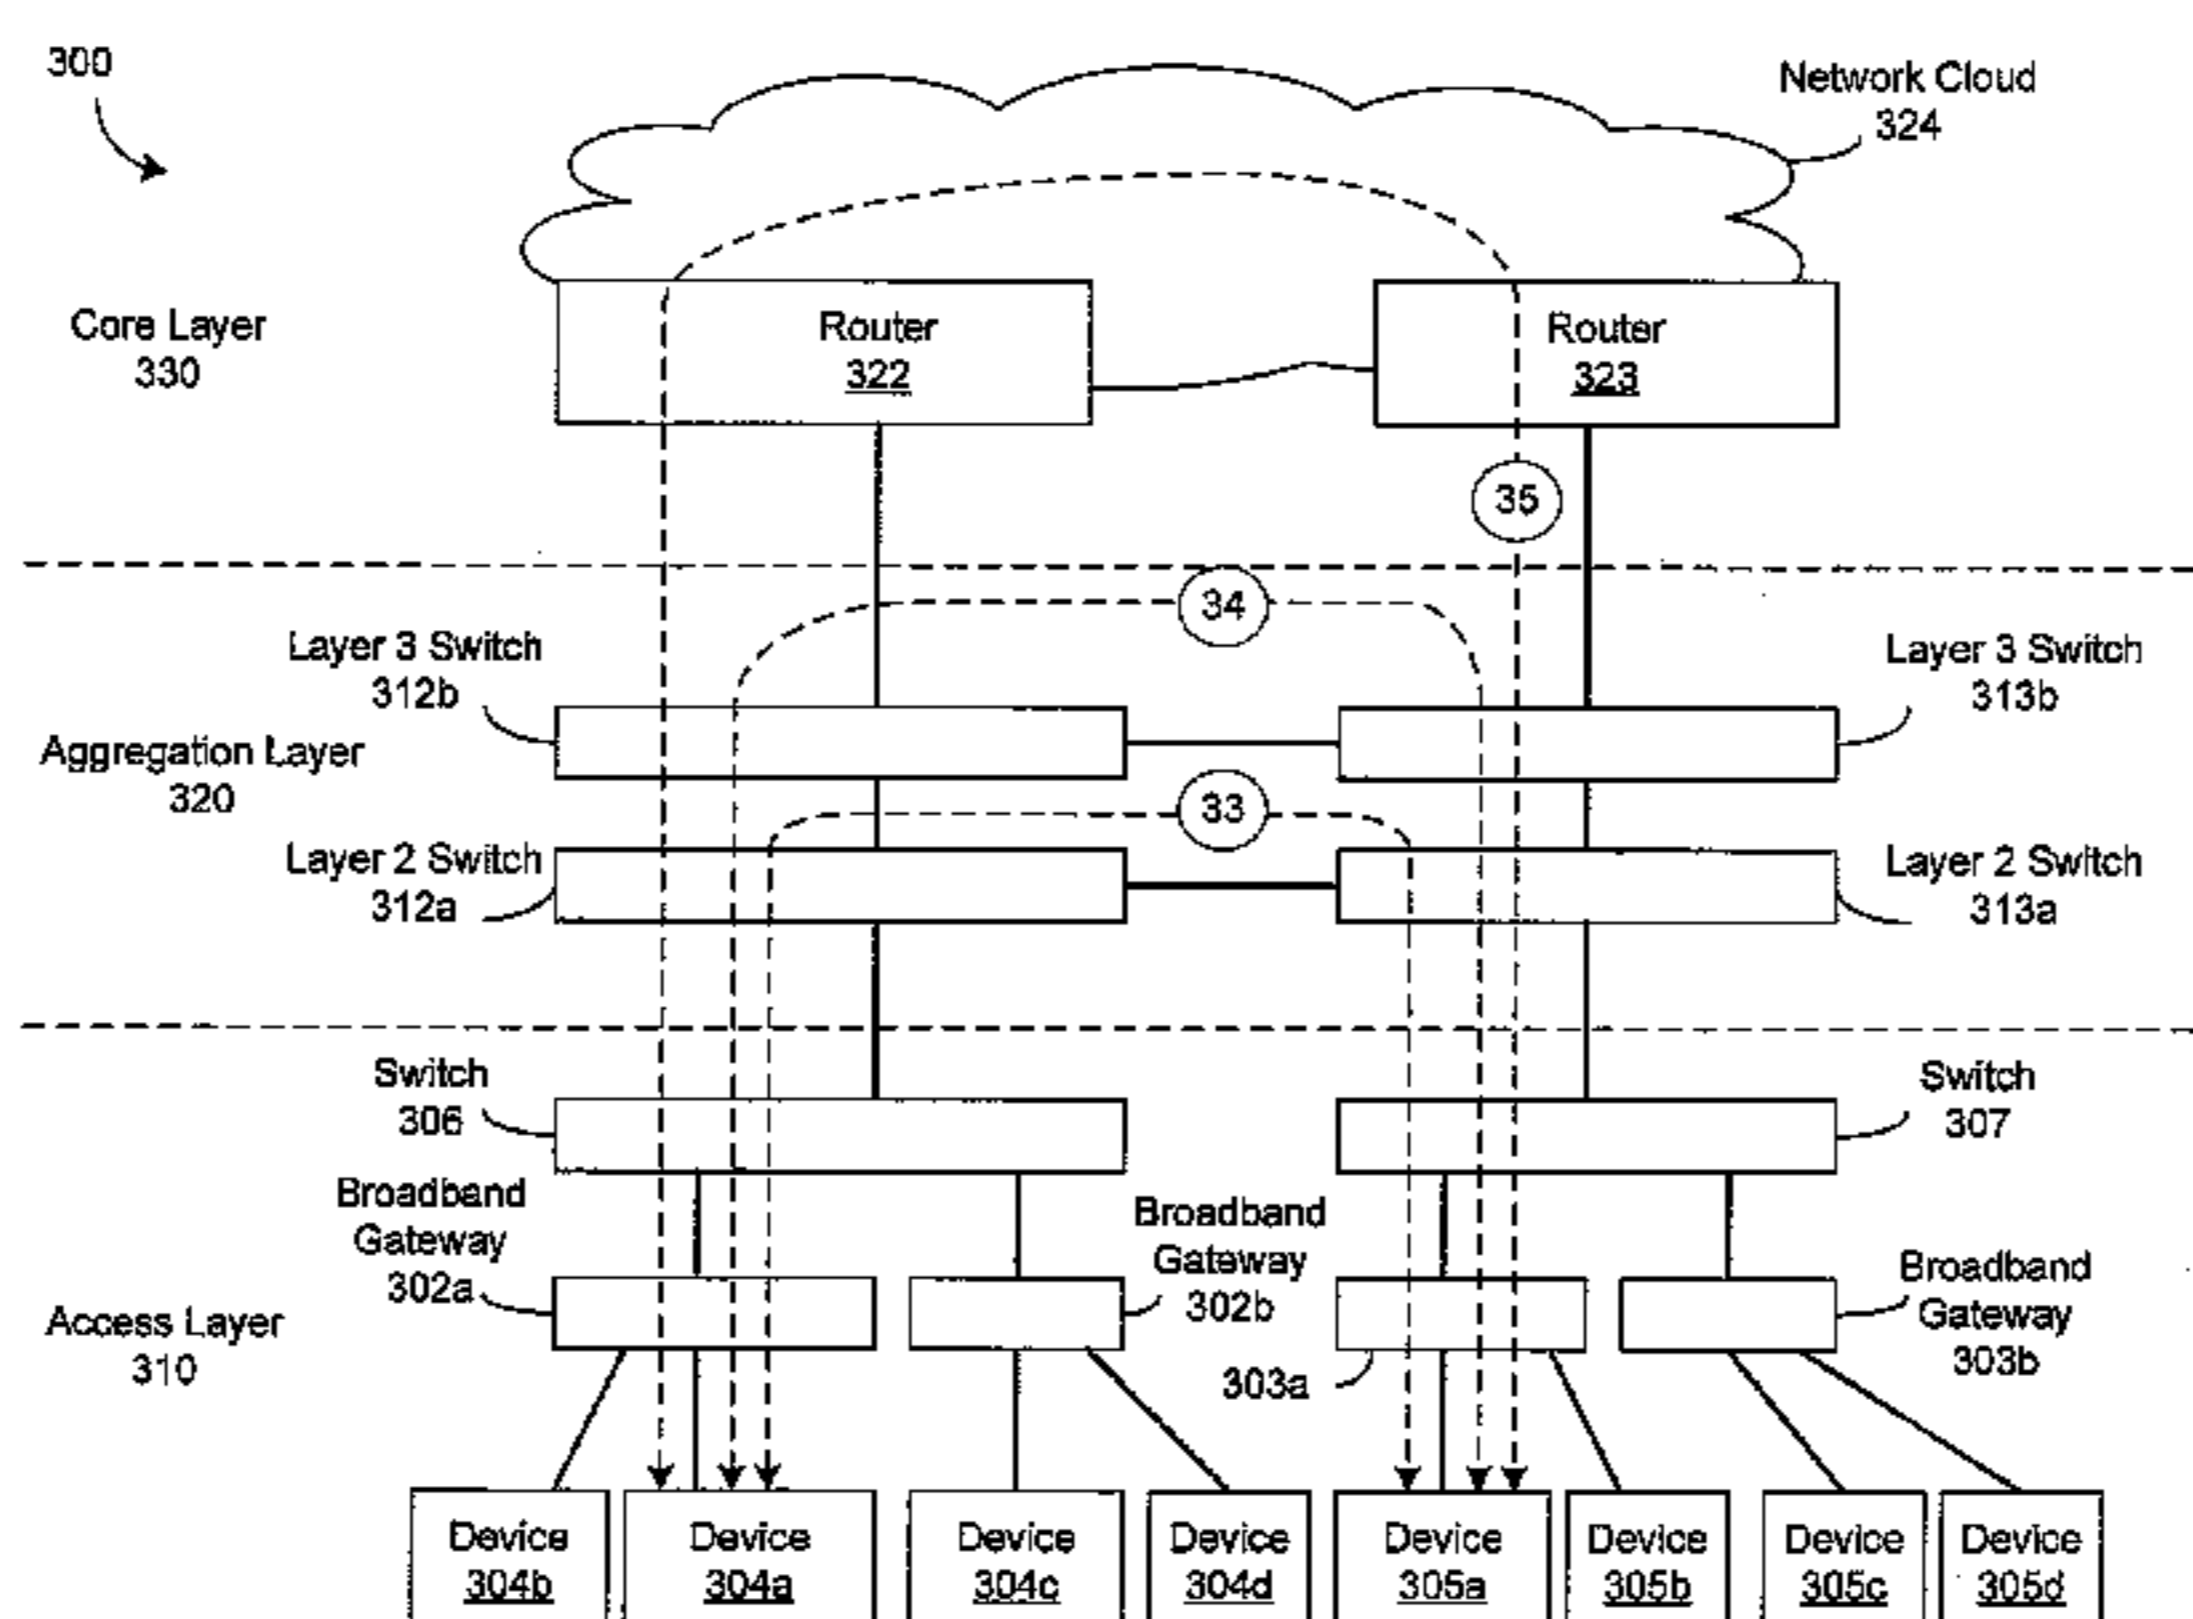 300
Network Cloud
324
Core Layer
330
Router
322
Router
323
35
34
Layer 3 Switch
312b
Layer 3 Switch
313b
Aggregation Layer
320
33
Layer 2 Switch
312a
Layer 2 Switch
313a
Switch
306
Switch
307
Broadband
Gateway
302a
Broadband
Gateway
302b
Broadband
Gateway
303b
Access Layer
310
303a
Device
304b
Device
304a
Device
304c
Device
304d
Device
305a
Device
305b
Device
305c
Device
305d